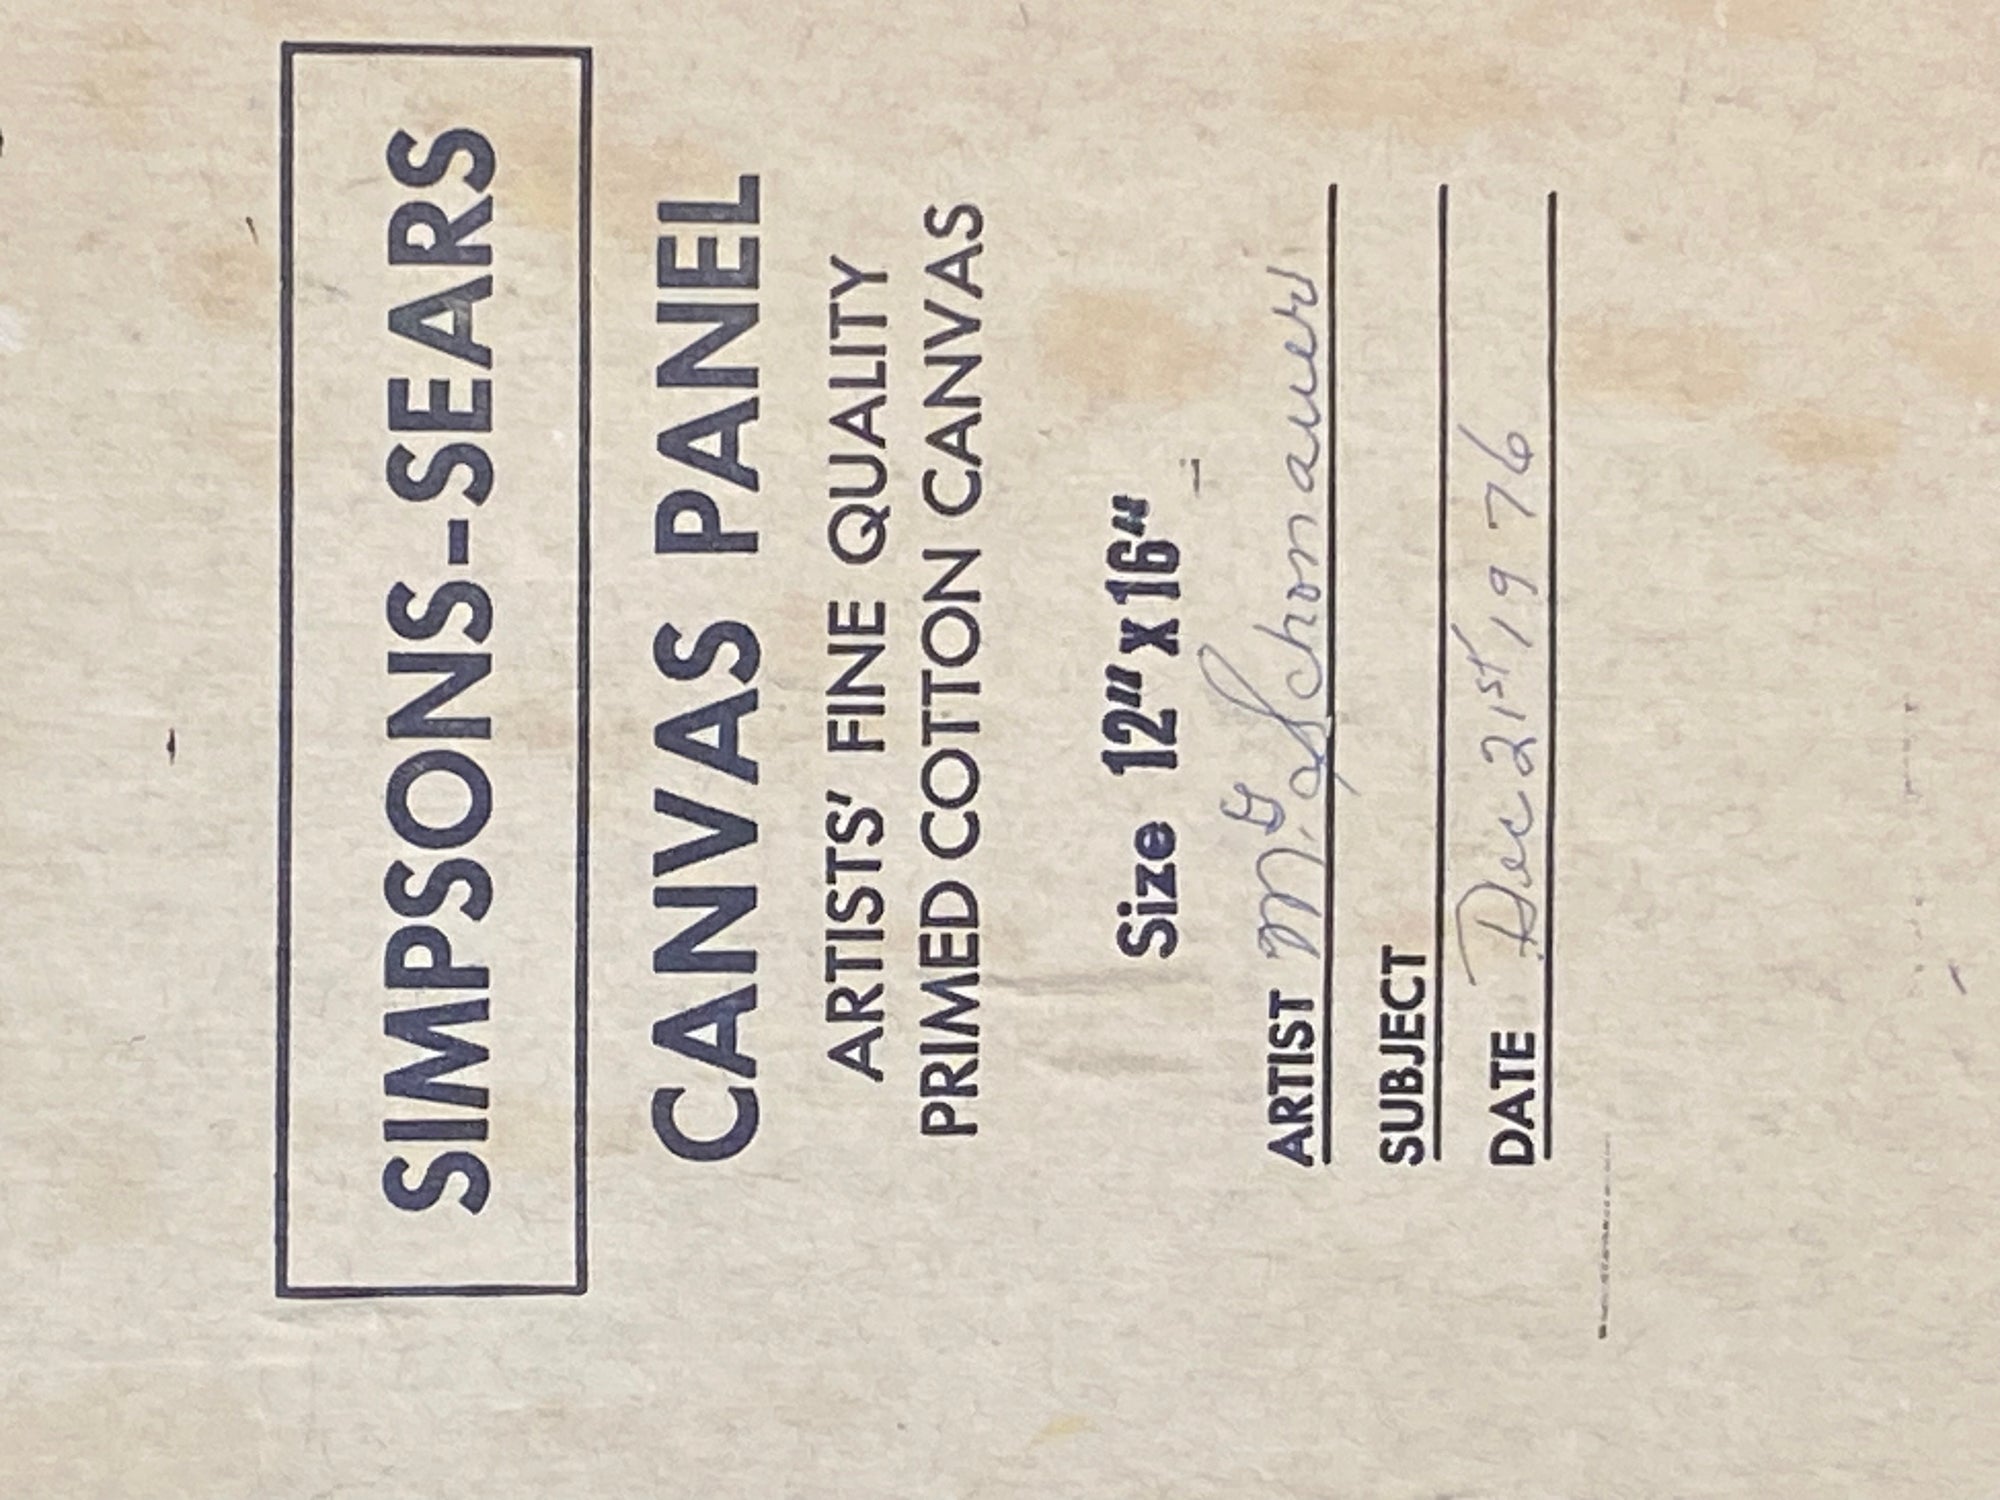 SIMPSONS-SEARS
CANVAS PANEL
ARTISTS' FINE QUALITY
PRIMED COTTON CANVAS
Size 12" x 16"
ARTIST M. G. Schonauer
SUBJECT
DATE Dec 21st 1976